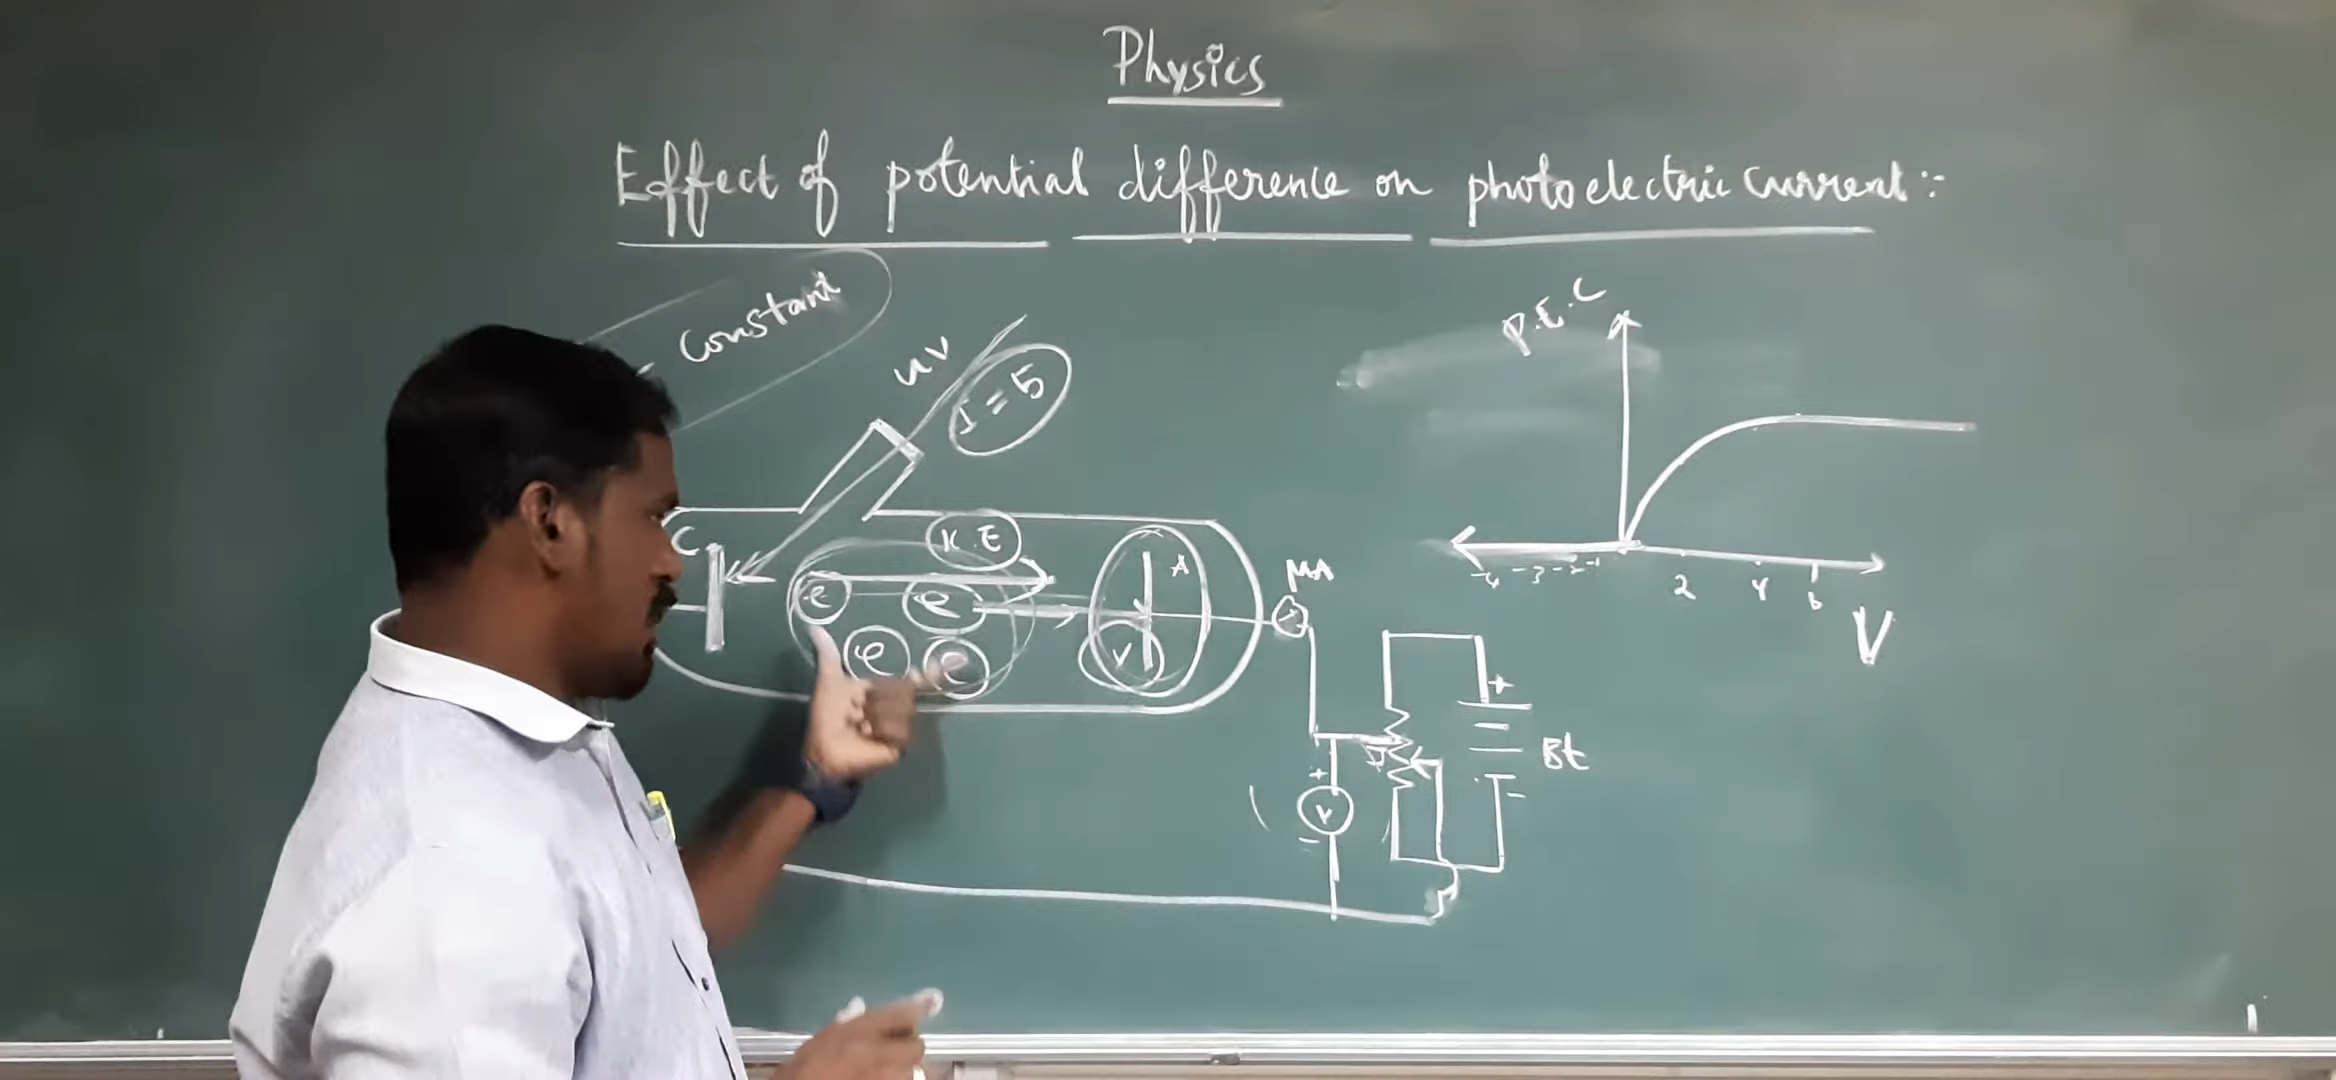 Physics
Effect of potential difference on photoelectric current:-
Constant
UV
I = 5
P.E.C
C
K.E
A
e
e
e
e
V
μA
-4 -3 -2 -1
2
4
6
V
+
Bt
-
+
V
-